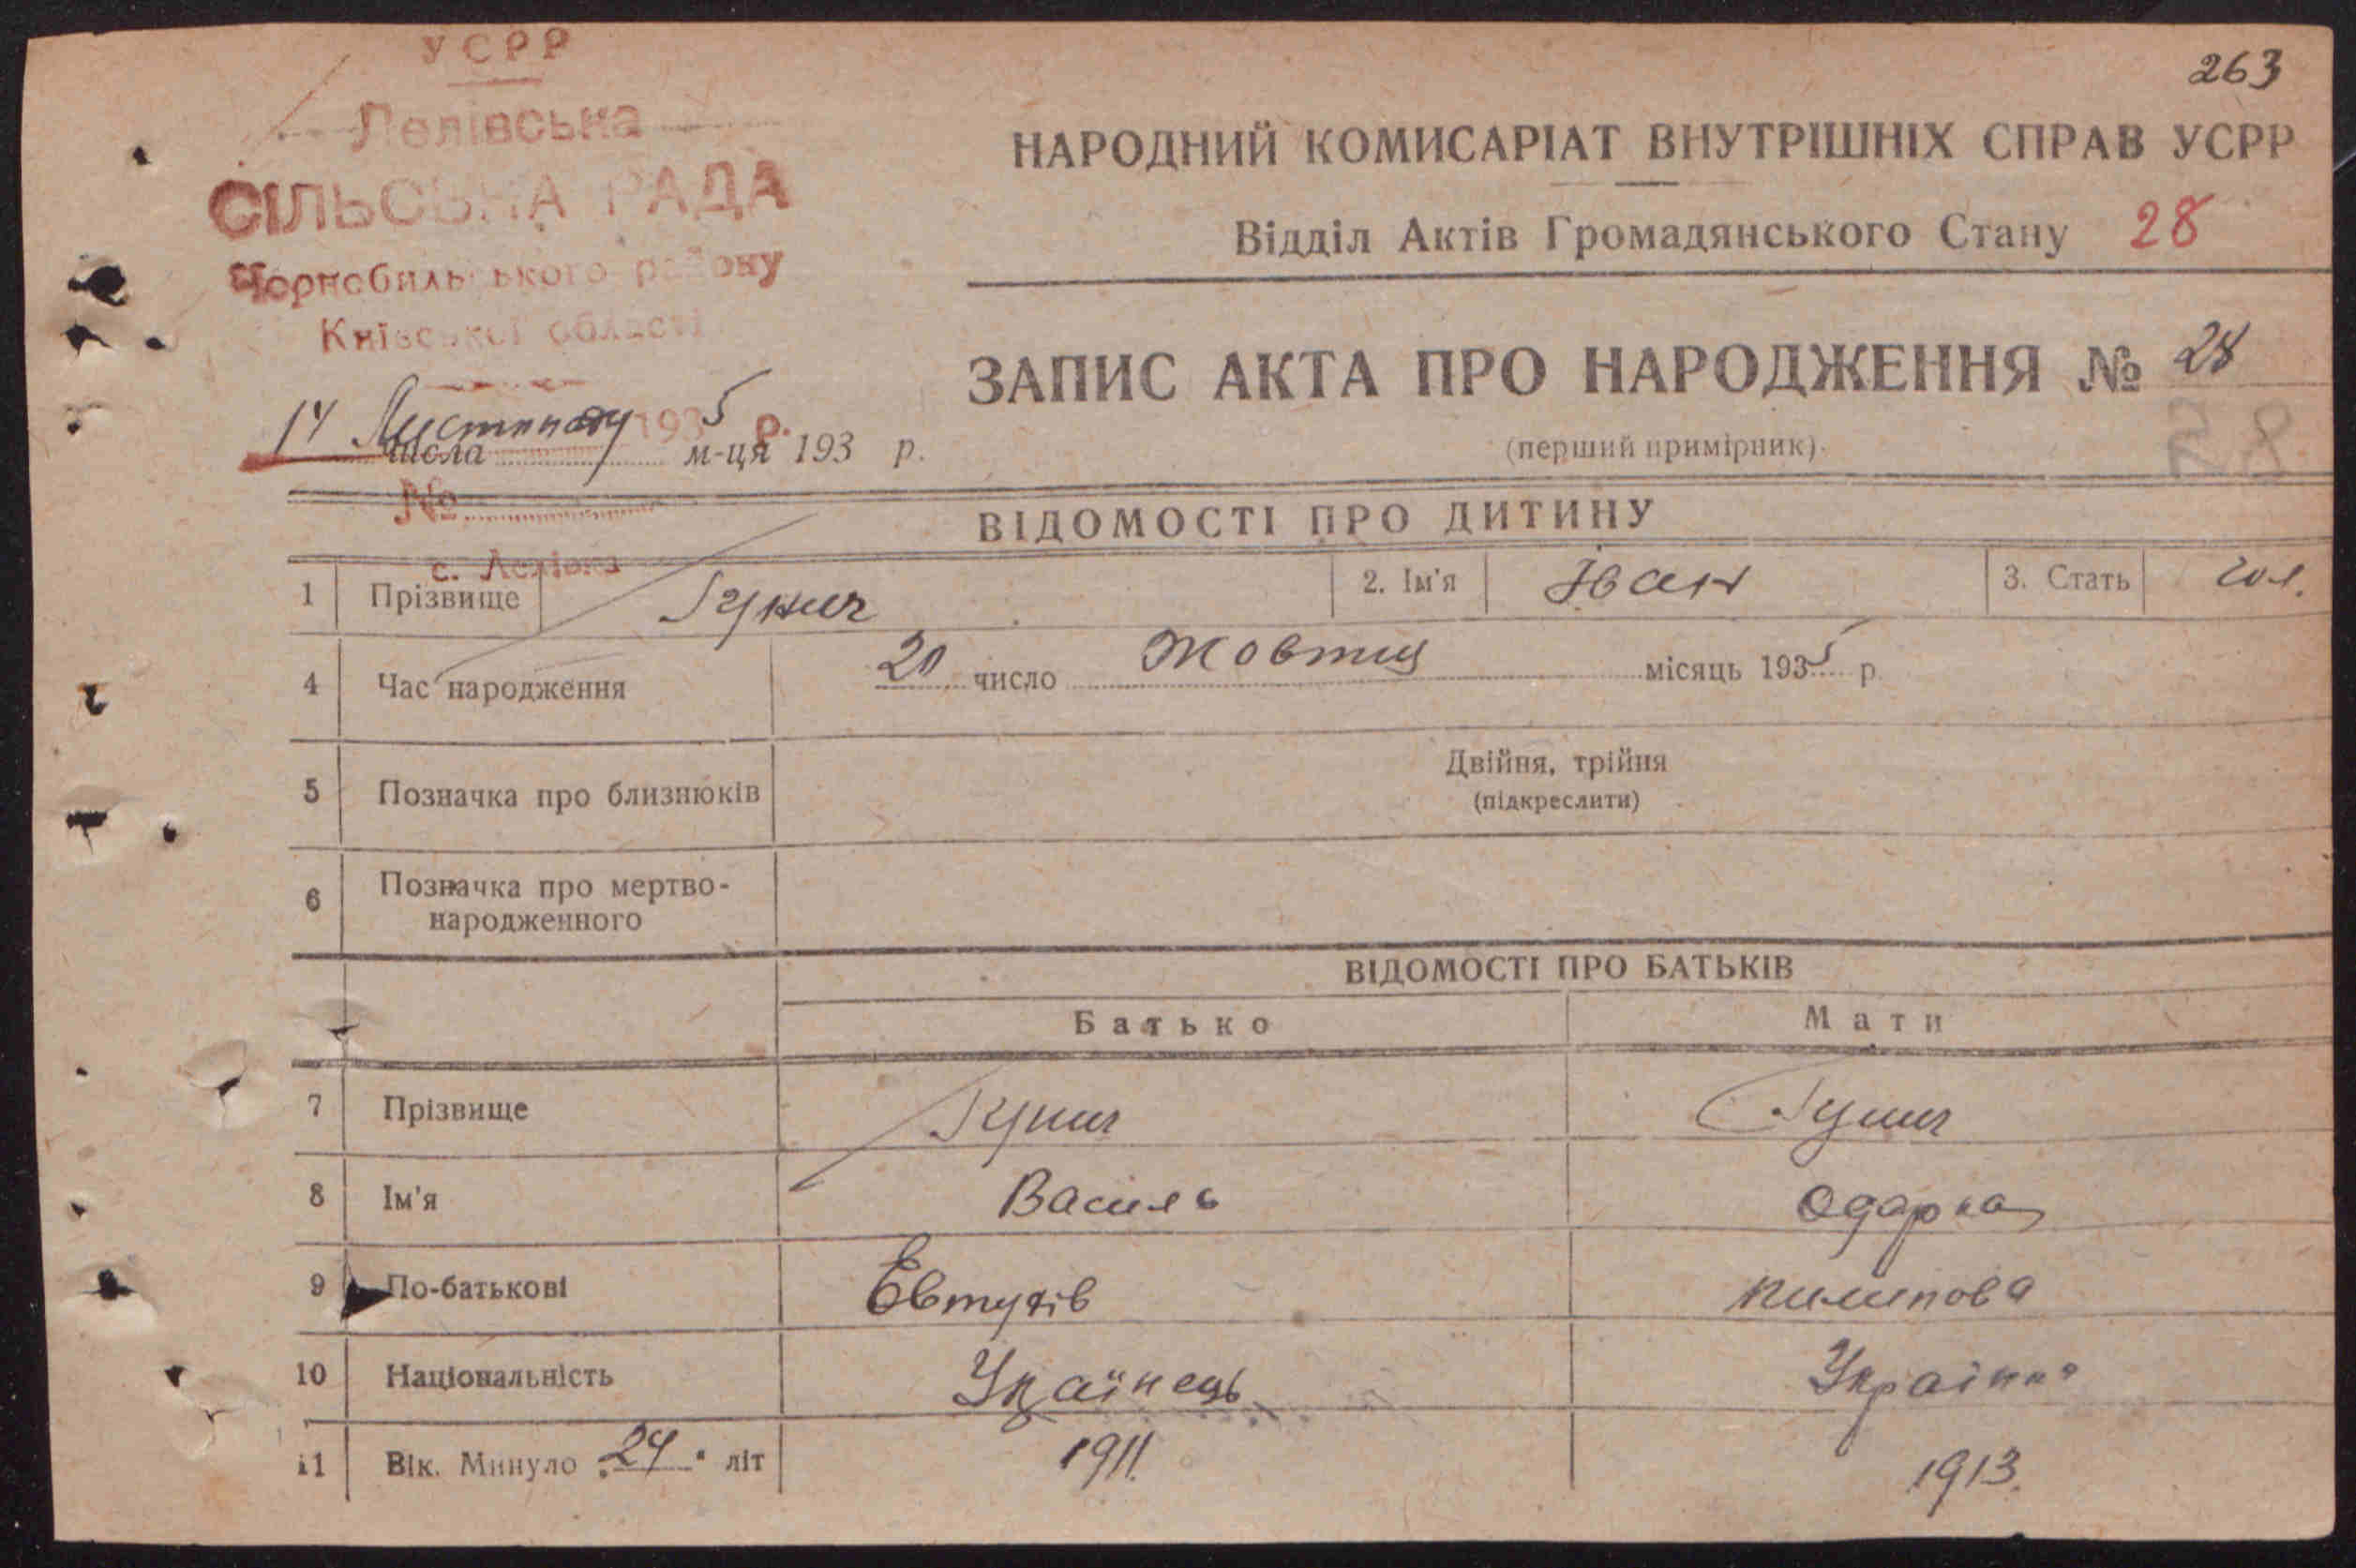 263
УСРР
Лелівська
СІЛЬСЬКА РАДА
Чорнобильського району
Київської області
14 Листопаду 1935 р.
числа м-ця 193 р.
№
с. Лелівка
НАРОДНИЙ КОМИСАРІАТ ВНУТРІШНІХ СПРАВ УСРР
Відділ Актів Громадянського Стану 28
ЗАПИС АКТА ПРО НАРОДЖЕННЯ № 28
(перший примірник).
ВІДОМОСТІ ПРО ДИТИНУ
1 Прізвище 2. Ім'я Іван 3. Стать чол.
4 Час народження 20 число Жовтня місяць 1935 р.
5 Позначка про близнюків Двійня, трійня
(підкреслити)
6 Позначка про мертво-
народженного
ВІДОМОСТІ ПРО БАТЬКІВ
Батько Мати
7 Прізвище
8 Ім'я Василь Одарка
9 По-батькові Евтухів Пилипова
10 Національність Українець Українка
11 Вік. Минуло 24 літ 1911. 1913.